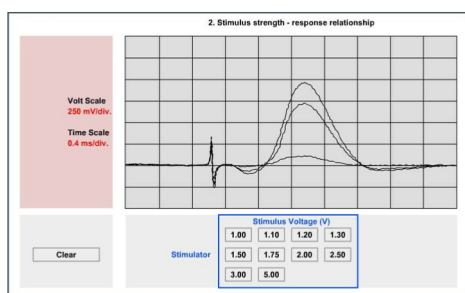 2. Stimulus strength - response relationship
Volt Scale
250 mV/div.
Time Scale
0.4 ms/div.
Clear
Stimulator
Stimulus Voltage (V)
1.00 1.10 1.20 1.30
1.50 1.75 2.00 2.50
3.00 5.00